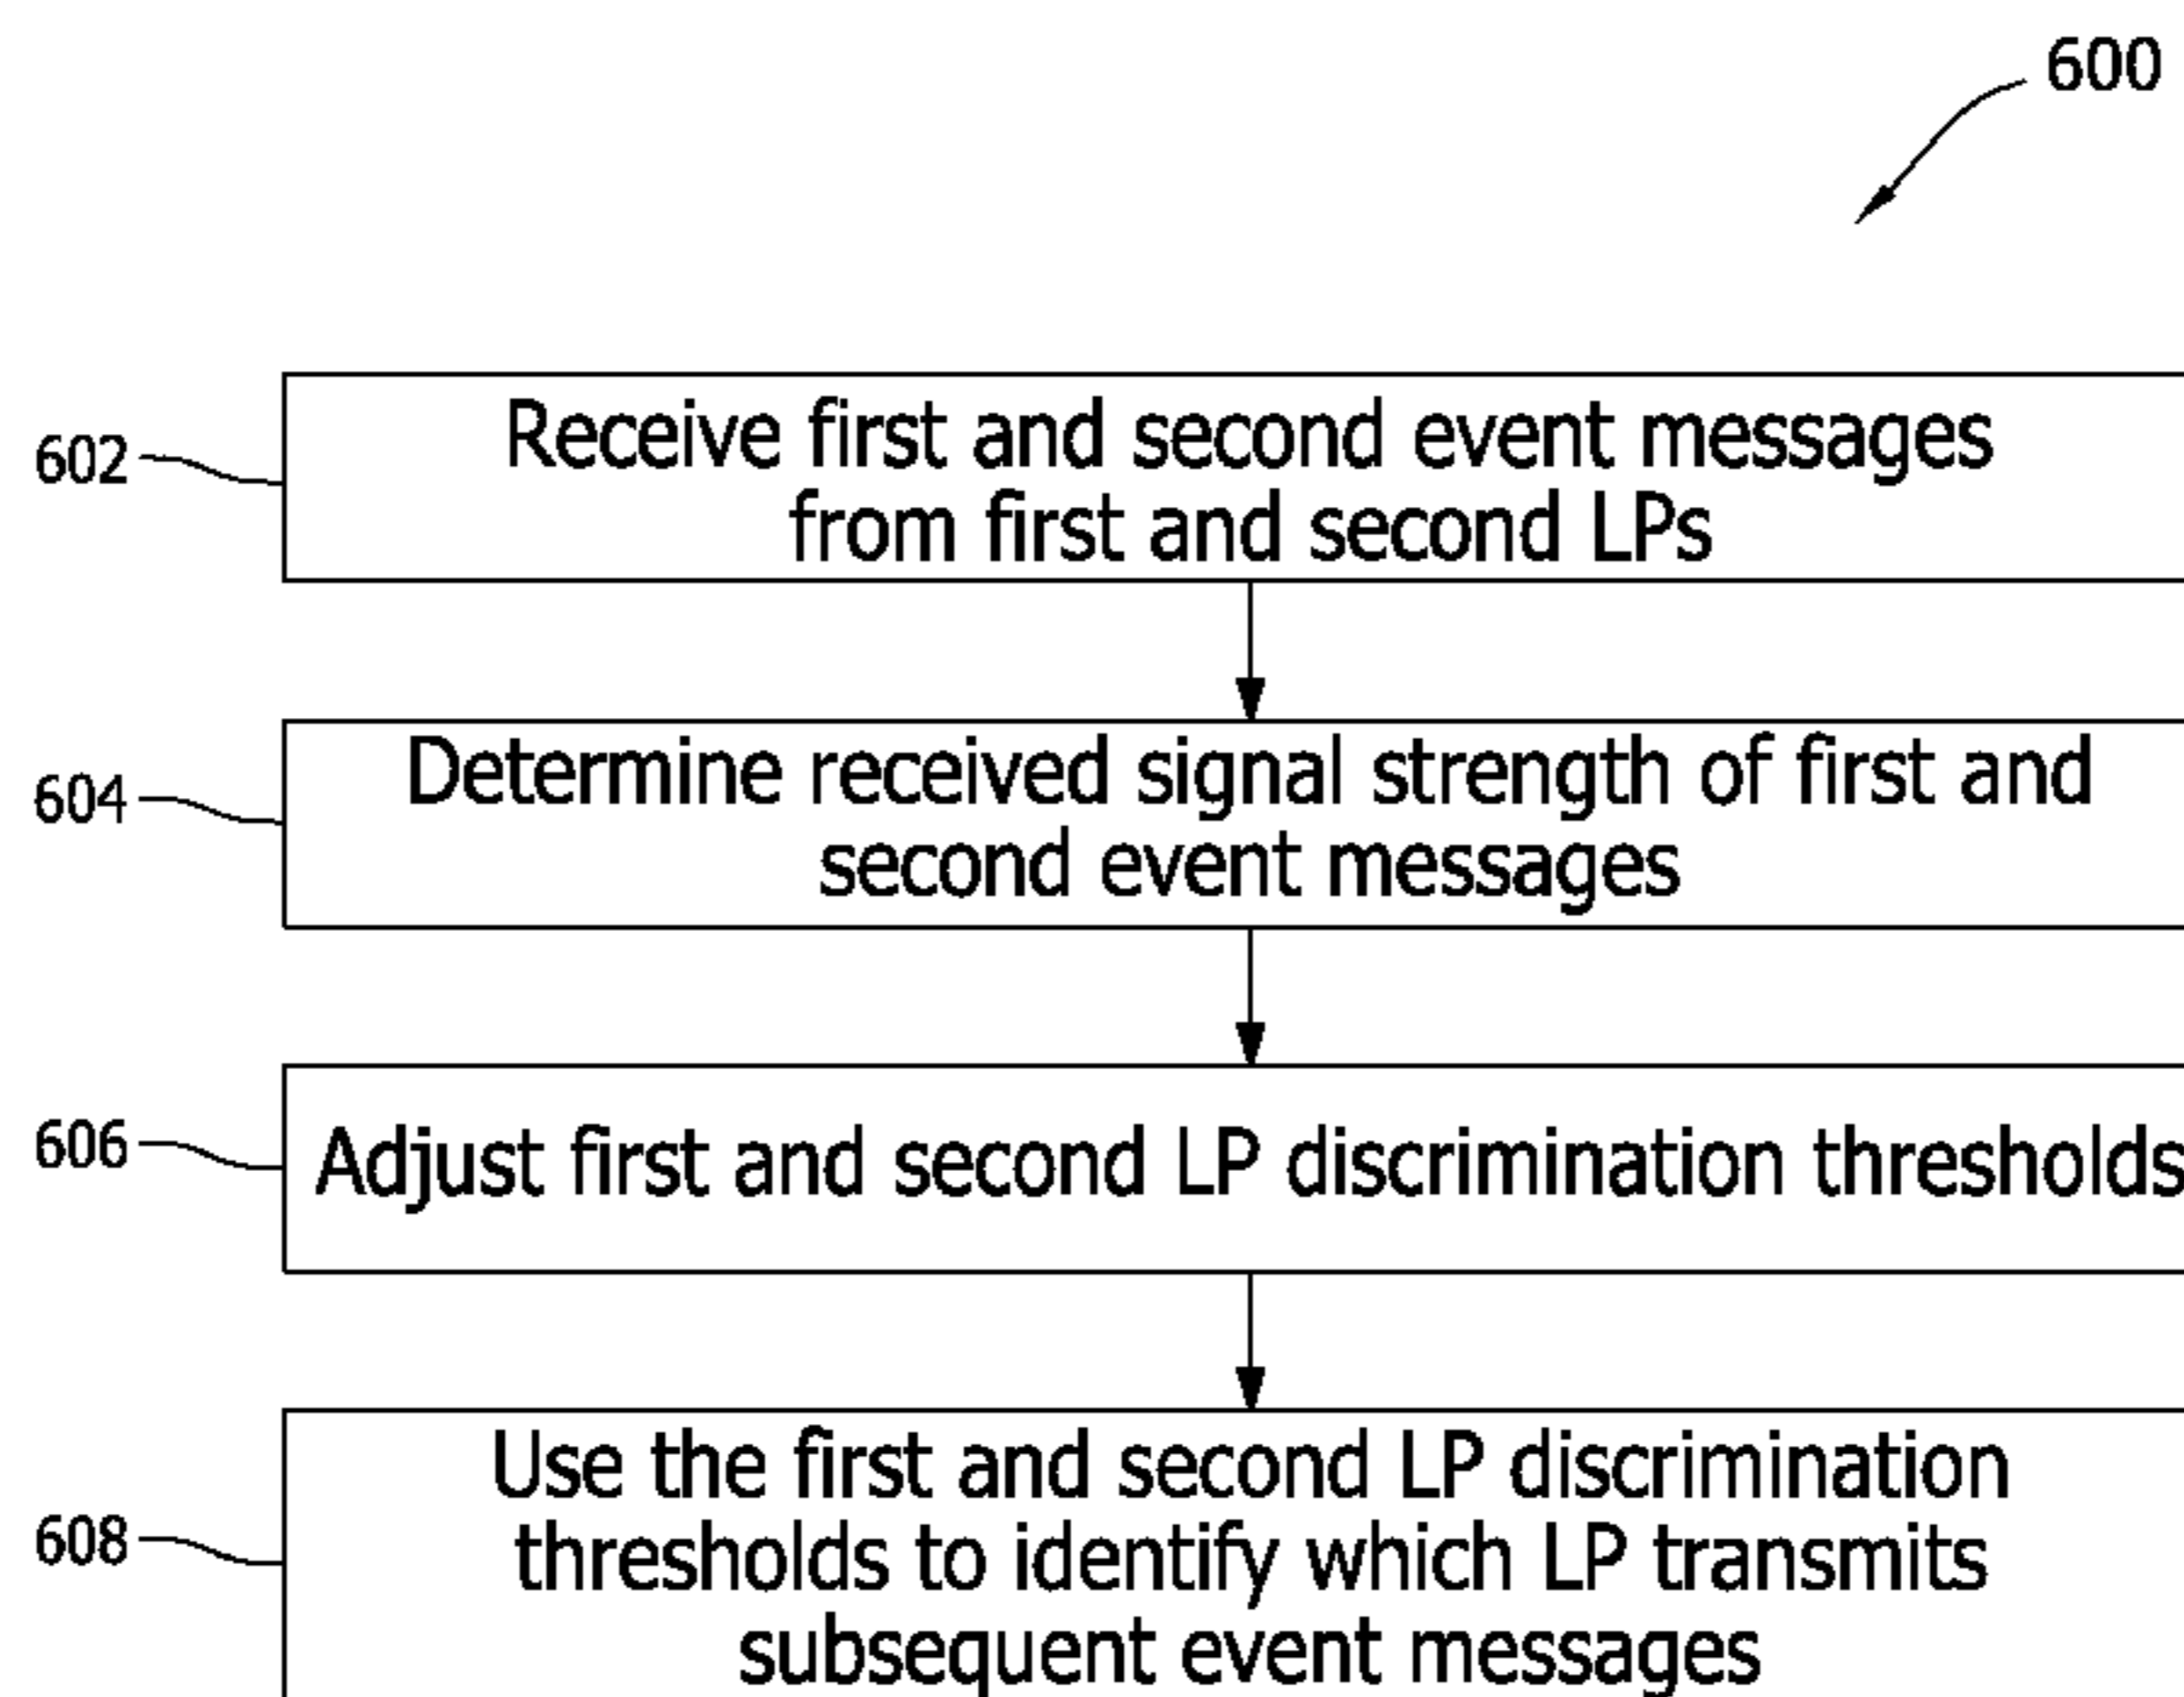 600
602
Receive first and second event messages
from first and second LPs
604
Determine received signal strength of first and
second event messages
606
Adjust first and second LP discrimination thresholds
608
Use the first and second LP discrimination
thresholds to identify which LP transmits
subsequent event messages